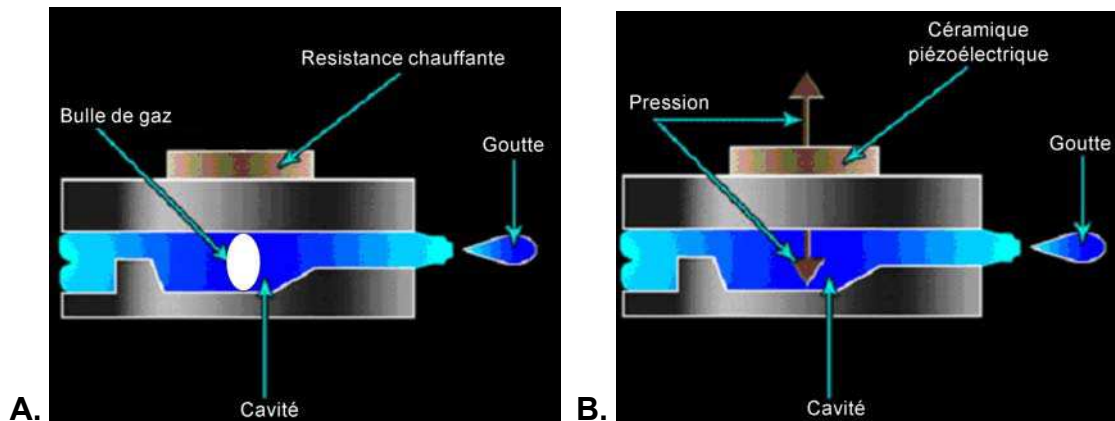 Resistance chauffante
Bulle de gaz
Goutte
Cavité
A.
Céramique
piézoélectrique
Pression
Goutte
Cavité
B.